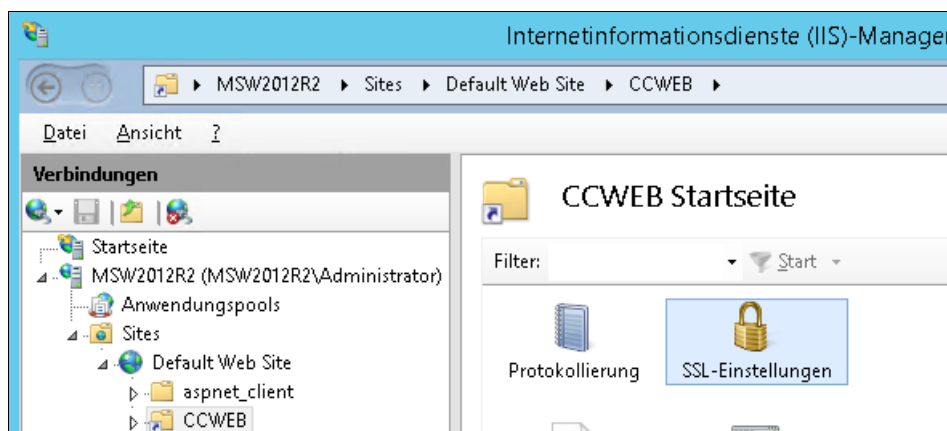 Internetinformationsdienste (IIS)-Manager
MSW2012R2 Sites Default Web Site CCWEB
Datei Ansicht ?
Verbindungen
CCWEB Startseite
Startseite
Filter: Start
MSW2012R2 (MSW2012R2\Administrator)
Anwendungspools
Sites
Default Web Site
Protokollierung SSL-Einstellungen
aspnet_client
CCWEB